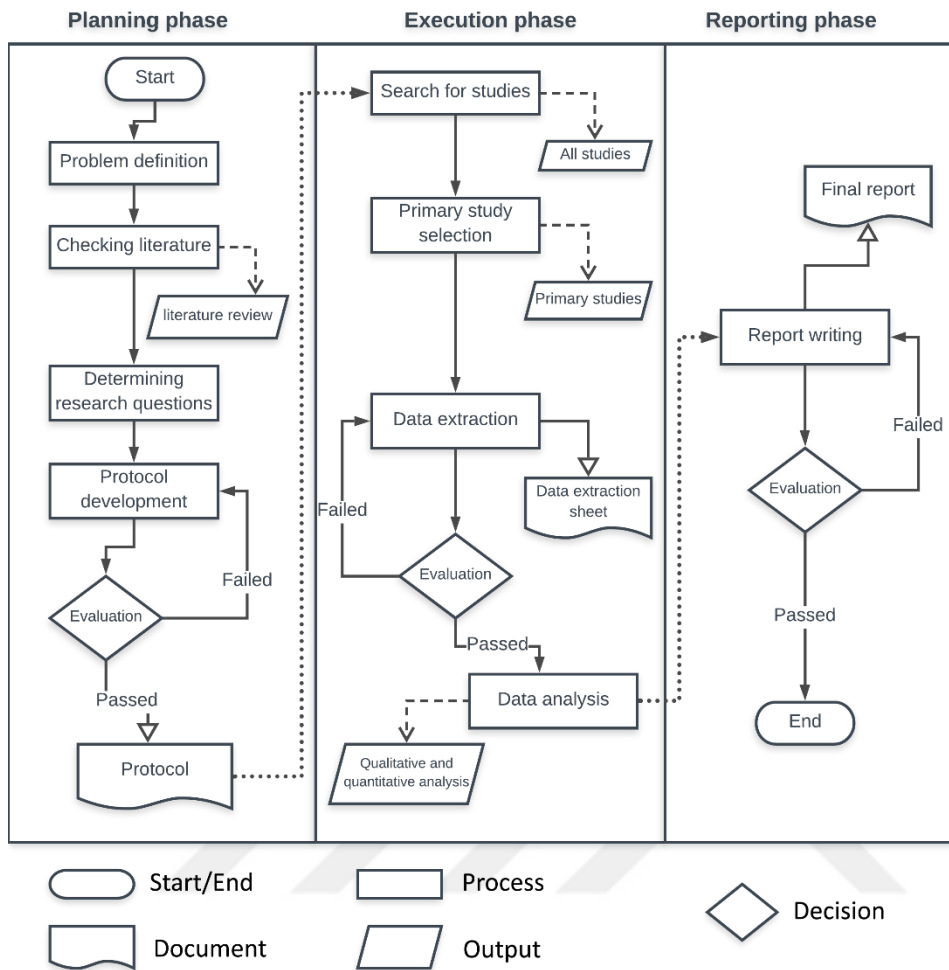 Planning phase
Execution phase
Reporting phase
Start
Problem definition
Checking literature
literature review
Determining
research questions
Protocol
development
Failed
Evaluation
Passed
Protocol
Search for studies
All studies
Primary study
selection
Primary studies
Data extraction
Data extraction
sheet
Failed
Evaluation
Passed
Data analysis
Qualitative and
quantitative analysis
Final report
Report writing
Failed
Evaluation
Passed
End
Start/End
Process
Decision
Document
Output